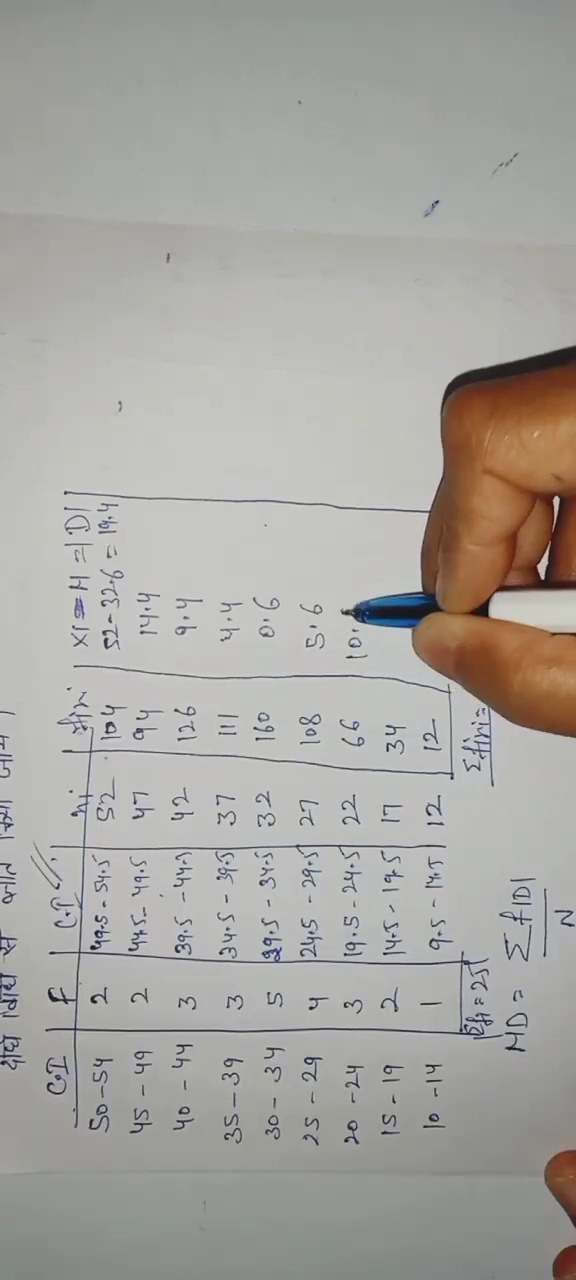 दीर्घ विधि से ज्ञात किया जाय।
C.I F C.I xi fixi xi - M = |D|
50-54 2 49.5-54.5 52 104 52-32.6 = 19.4
45-49 2 44.5-49.5 47 94 14.4
40-44 3 39.5-44.5 42 126 9.4
35-39 3 34.5-39.5 37 111 4.4
30-34 5 29.5-34.5 32 160 0.6
25-29 4 24.5-29.5 27 108 5.6
20-24 3 19.5-24.5 22 66 10.
15-19 2 14.5-19.5 17 34
10-14 1 9.5-14.5 12 12
Σfi = 25 Σfixi =
MD = Σf|D|
N